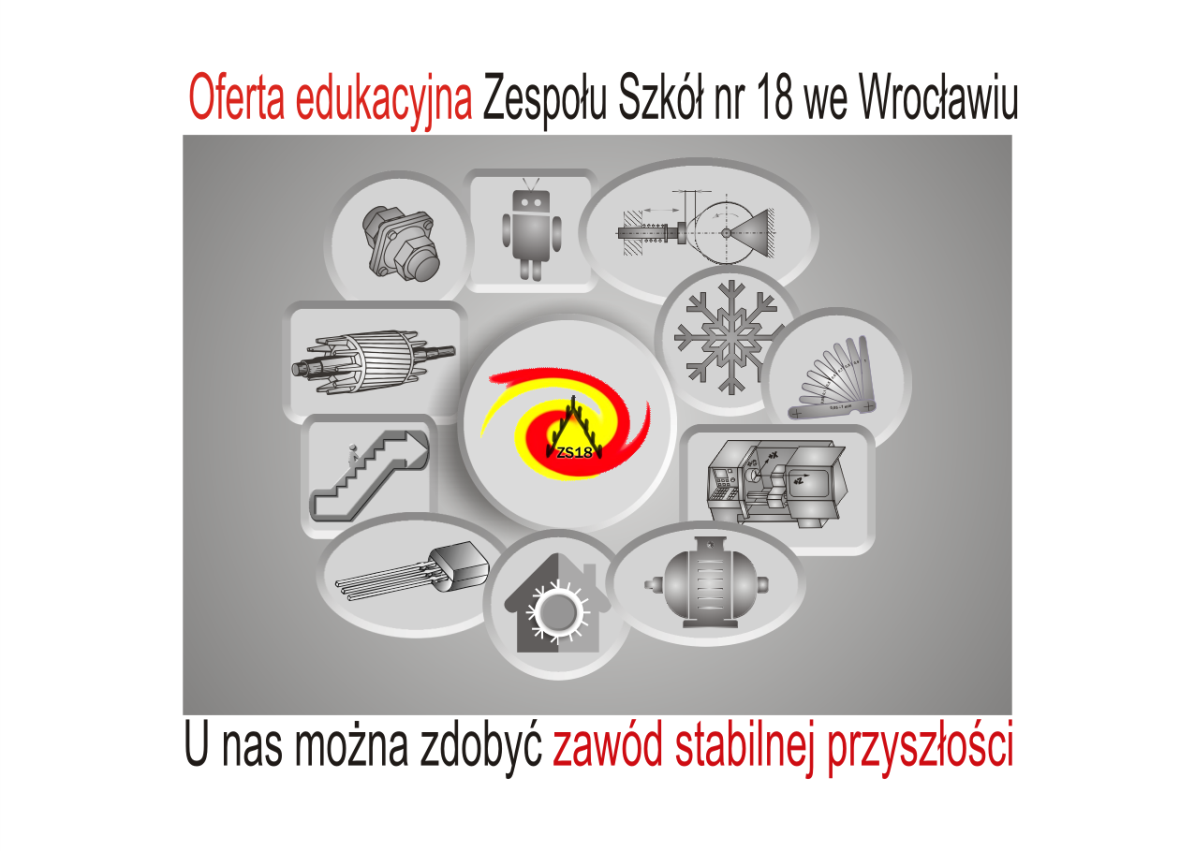 Oferta edukacyjna Zespołu Szkół nr 18 we Wrocławiu
+X
+Z
ZS18
U nas można zdobyć zawód stabilnej przyszłości